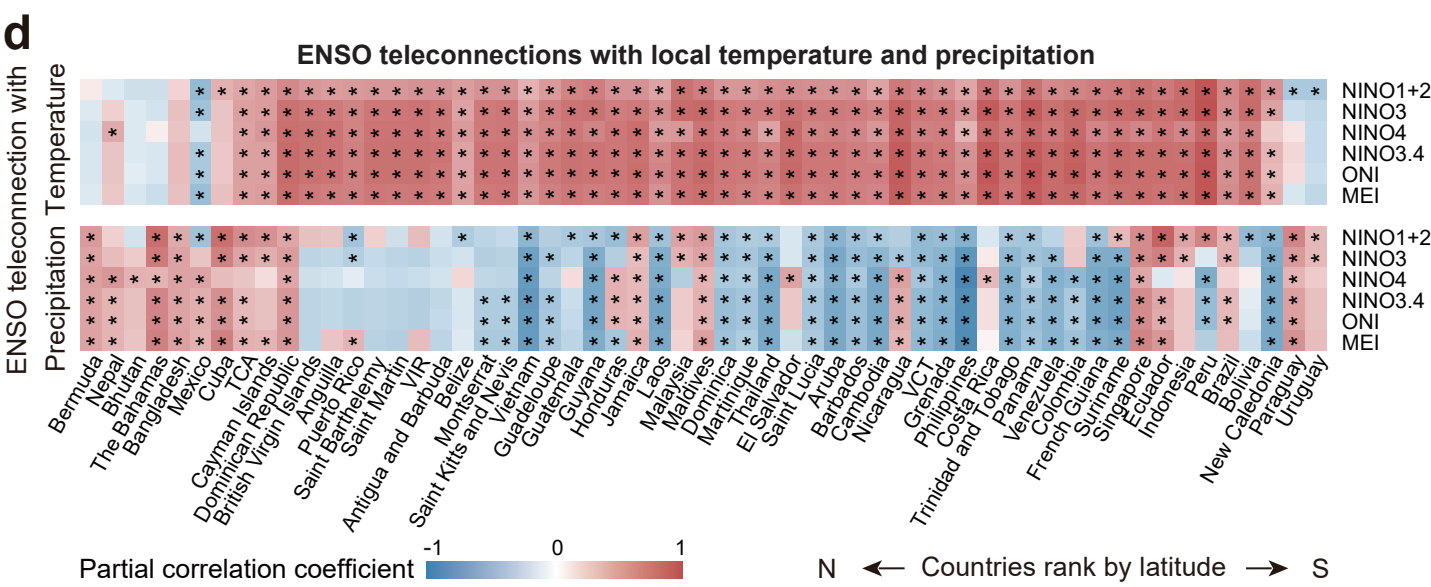 d
ENSO teleconnections with local temperature and precipitation
ENSO teleconnection with
Temperature
Precipitation
NINO1+2
NINO3
NINO4
NINO3.4
ONI
MEI
NINO1+2
NINO3
NINO4
NINO3.4
ONI
MEI
Bermuda
Nepal
Bhutan
The Bahamas
Bangladesh
Mexico
Cuba
TCA
Cayman Islands
Dominican Republic
British Virgin Islands
Anguilla
Puerto Rico
Saint Barthelemy
Saint Martin
VIR
Antigua and Barbuda
Belize
Montserrat
Saint Kitts and Nevis
Vietnam
Guadeloupe
Guatemala
Guyana
Honduras
Jamaica
Laos
Malaysia
Maldives
Dominica
Martinique
Thailand
El Salvador
Saint Lucia
Aruba
Barbados
Cambodia
Nicaragua
VCT
Grenada
Philippines
Costa Rica
Trinidad and Tobago
Panama
Venezuela
Colombia
French Guiana
Suriname
Singapore
Ecuador
Indonesia
Peru
Brazil
Bolivia
New Caledonia
Paraguay
Uruguay
Partial correlation coefficient
-1
0
1
N ← Countries rank by latitude → S